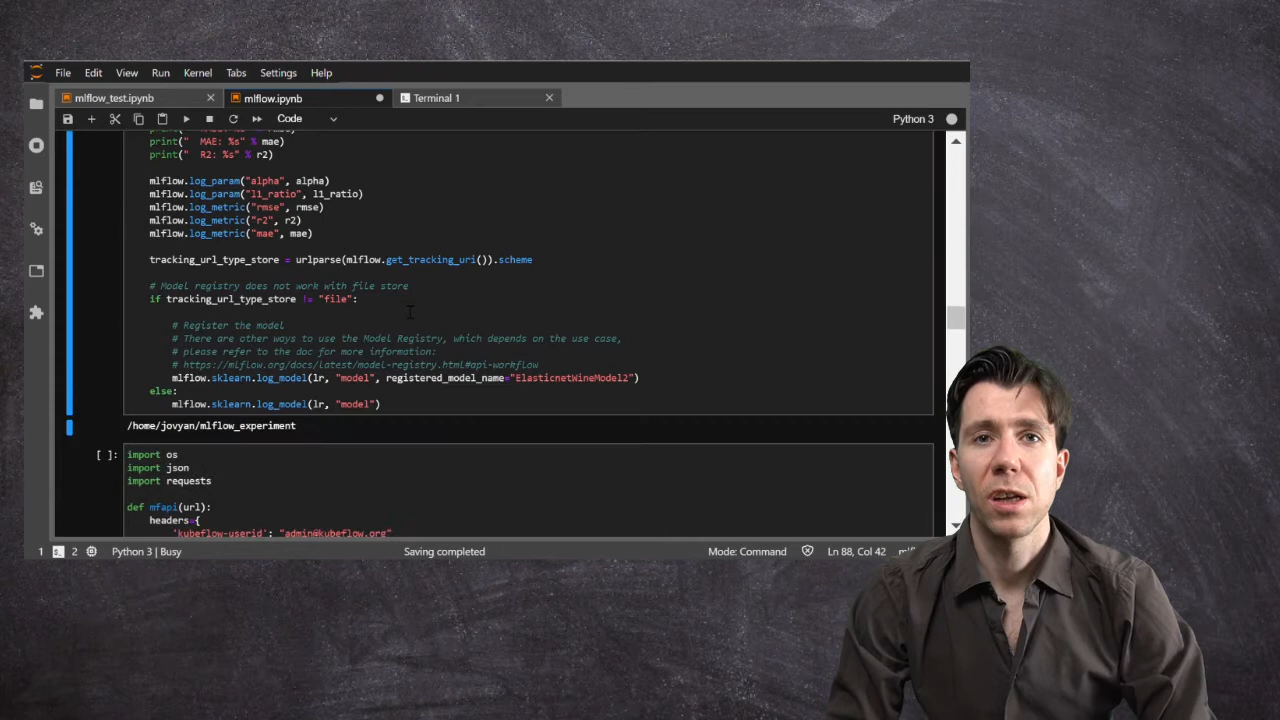 File Edit View Run Kernel Tabs Settings Help
mlflow_test.ipynb mlflow.ipynb Terminal 1
Code Python 3
print(" MAE: %s" % mae)
print(" R2: %s" % r2)
mlflow.log_param("alpha", alpha)
mlflow.log_param("l1_ratio", l1_ratio)
mlflow.log_metric("rmse", rmse)
mlflow.log_metric("r2", r2)
mlflow.log_metric("mae", mae)
tracking_url_type_store = urlparse(mlflow.get_tracking_uri()).scheme
# Model registry does not work with file store
if tracking_url_type_store != "file":
# Register the model
# There are other ways to use the Model Registry, which depends on the use case,
# please refer to the doc for more information:
# https://mlflow.org/docs/latest/model-registry.html#api-workflow
mlflow.sklearn.log_model(lr, "model", registered_model_name="ElasticnetWineModel2")
else:
mlflow.sklearn.log_model(lr, "model")
/home/jovyan/mlflow_experiment
[ ]: import os
import json
import requests
def mfapi(url):
headers={
'kubeflow-userid': "admin@kubeflow.org"
1 2 Python 3 | Busy Saving completed Mode: Command Ln 88, Col 42